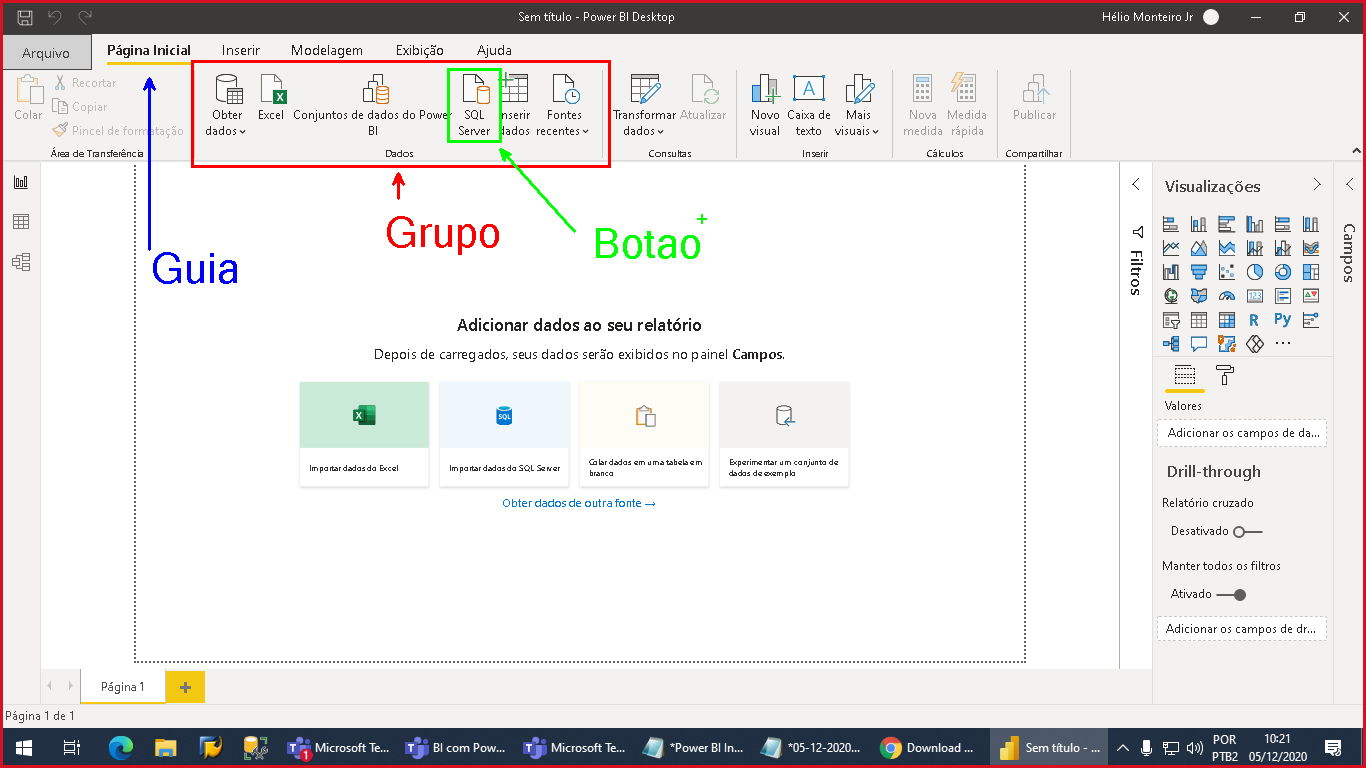 Sem título - Power BI Desktop
Hélio Monteiro Jr
Arquivo
Página Inicial
Inserir
Modelagem
Exibição
Ajuda
Colar
Recortar
Copiar
Pincel de formatação
Área de Transferência
Obter
dados
Excel
Conjuntos de dados do Power
BI
SQL
Server
Inserir
dados
Fontes
recentes
Dados
Transformar
dados
Atualizar
Consultas
Novo
visual
Caixa de
texto
Mais
visuais
Inserir
Nova
medida
Medida
rápida
Cálculos
Publicar
Compartilhar
Guia
Grupo
Botao
Adicionar dados ao seu relatório
Depois de carregados, seus dados serão exibidos no painel Campos.
SQL
Importar dados do Excel
Importar dados do SQL Server
Colar dados em uma tabela em
branco
Experimentar um conjunto de
dados de exemplo
Obter dados de outra fonte →
Filtros
Visualizações
123
R
Py
...
Valores
Adicionar os campos de da...
Drill-through
Relatório cruzado
Desativado
Manter todos os filtros
Ativado
Adicionar os campos de dr...
Campos
Página 1
Página 1 de 1
1
Microsoft Te...
BI com Pow...
Microsoft Te...
*Power BI In...
*05-12-2020...
Download ...
Sem título - ...
POR
PTB2
10:21
05/12/2020